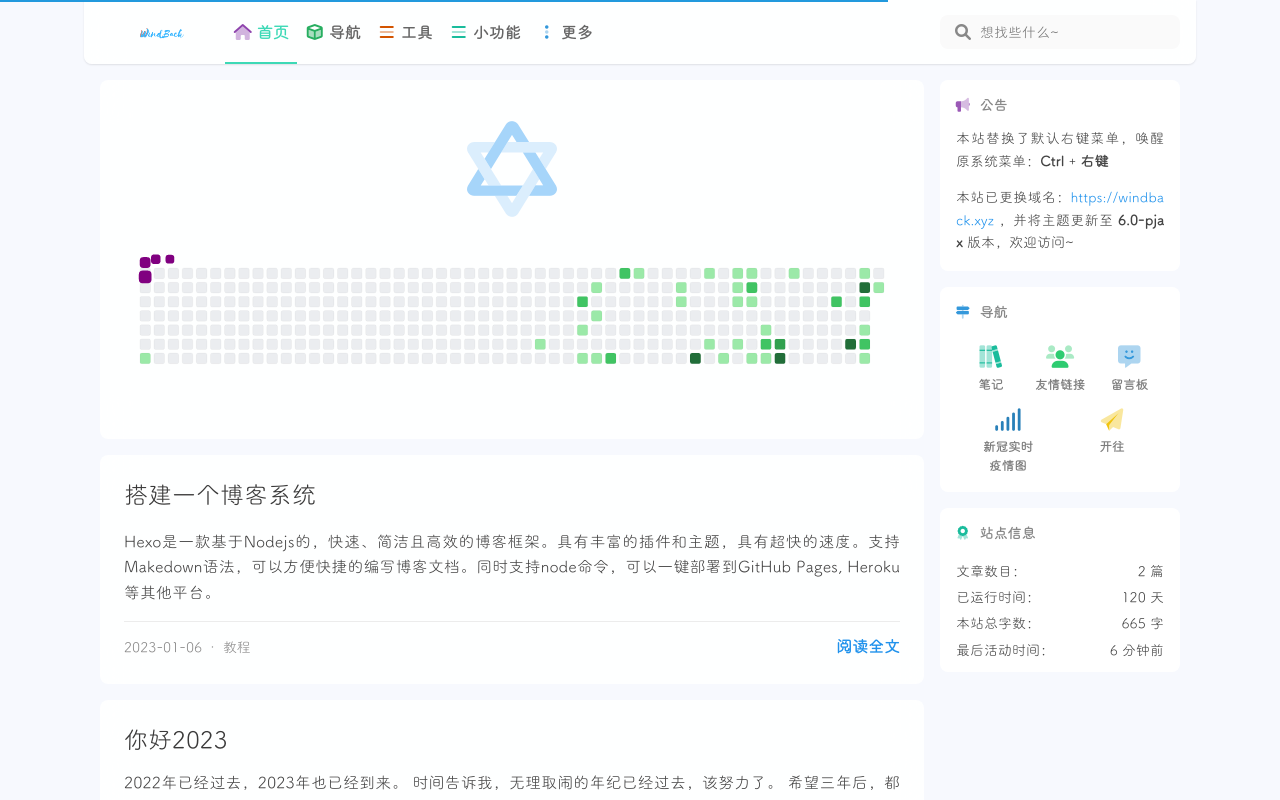 WindBack
首页
导航
工具
小功能
更多
想找些什么~
搭建一个博客系统
Hexo是一款基于Nodejs的，快速、简洁且高效的博客框架。具有丰富的插件和主题，具有超快的速度。支持
Makedown语法，可以方便快捷的编写博客文档。同时支持node命令，可以一键部署到GitHub Pages, Heroku
等其他平台。
2023-01-06 · 教程
阅读全文
你好2023
2022年已经过去，2023年也已经到来。 时间告诉我，无理取闹的年纪已经过去，该努力了。 希望三年后，都
公告
本站替换了默认右键菜单，唤醒
原系统菜单：Ctrl + 右键
本站已更换域名：https://windba
ck.xyz ，并将主题更新至 6.0-pja
x 版本，欢迎访问~
导航
笔记
友情链接
留言板
新冠实时
疫情图
开往
站点信息
文章数目： 2 篇
已运行时间： 120 天
本站总字数： 665 字
最后活动时间： 6 分钟前